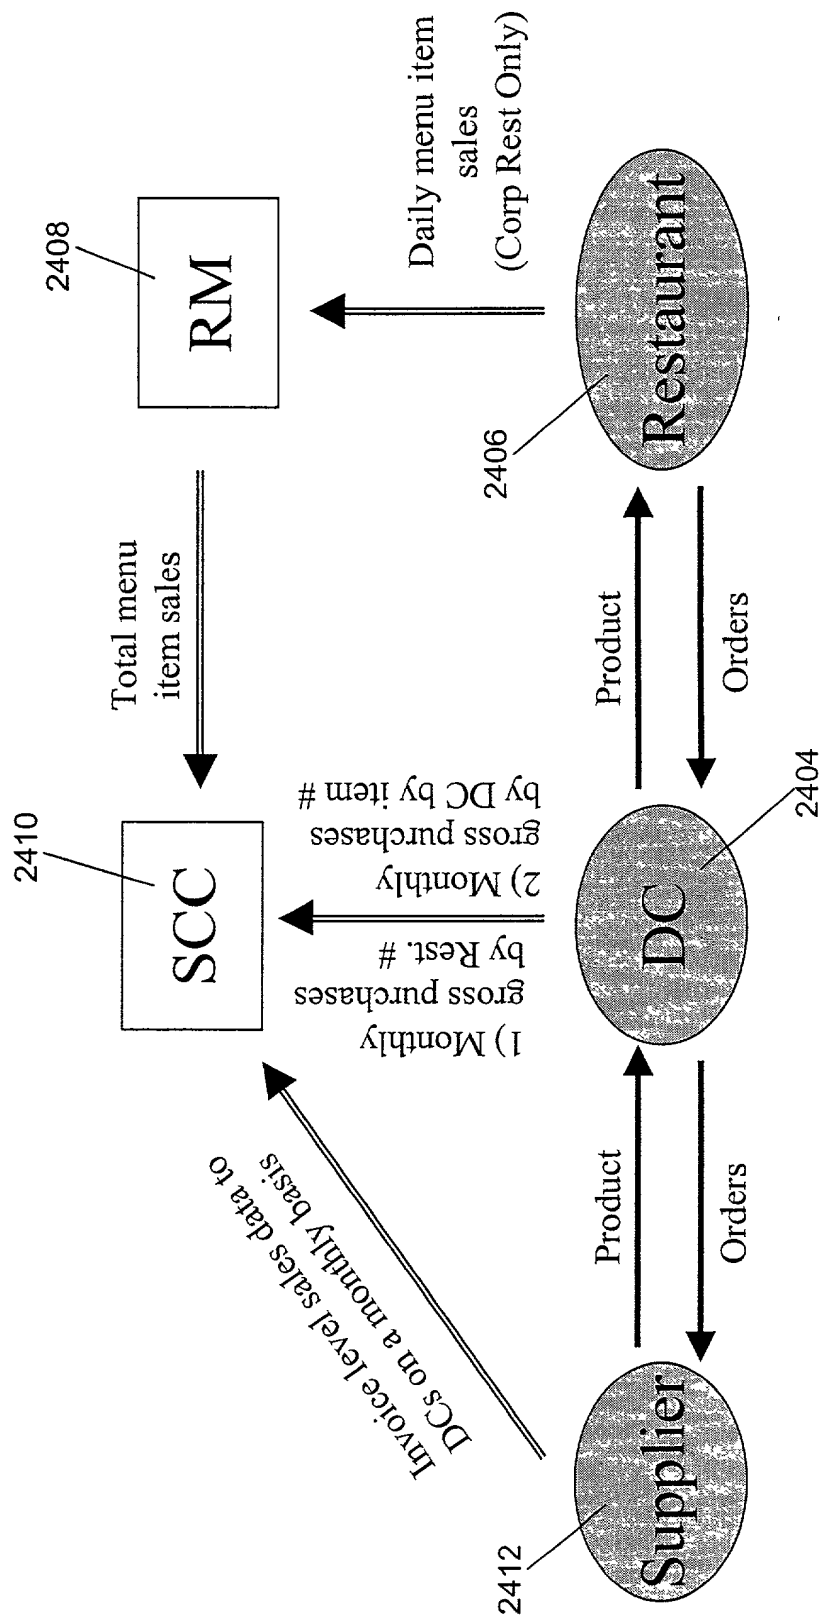 2410
SCC
Total menu
item sales
2408
RM
Invoice level sales data to
DCs on a monthly basis
1) Monthly
gross purchases
by Rest. #
2) Monthly
gross purchases
by DC by item #
Daily menu item
sales
(Corp Rest Only)
2412
Supplier
Product
Orders
DC
2404
Product
Orders
2406
Restaurant